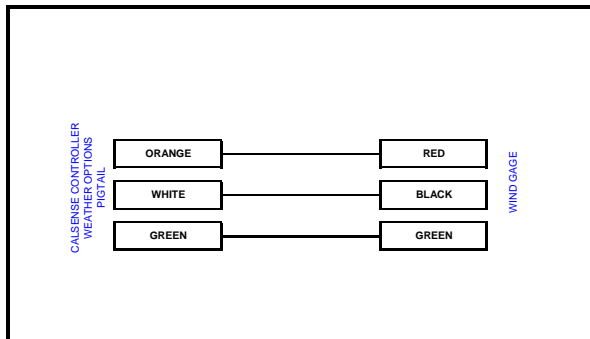 CALSENSE CONTROLLER
WEATHER OPTIONS
PIGTAIL
ORANGE
RED
WHITE
BLACK
GREEN
GREEN
WIND GAGE